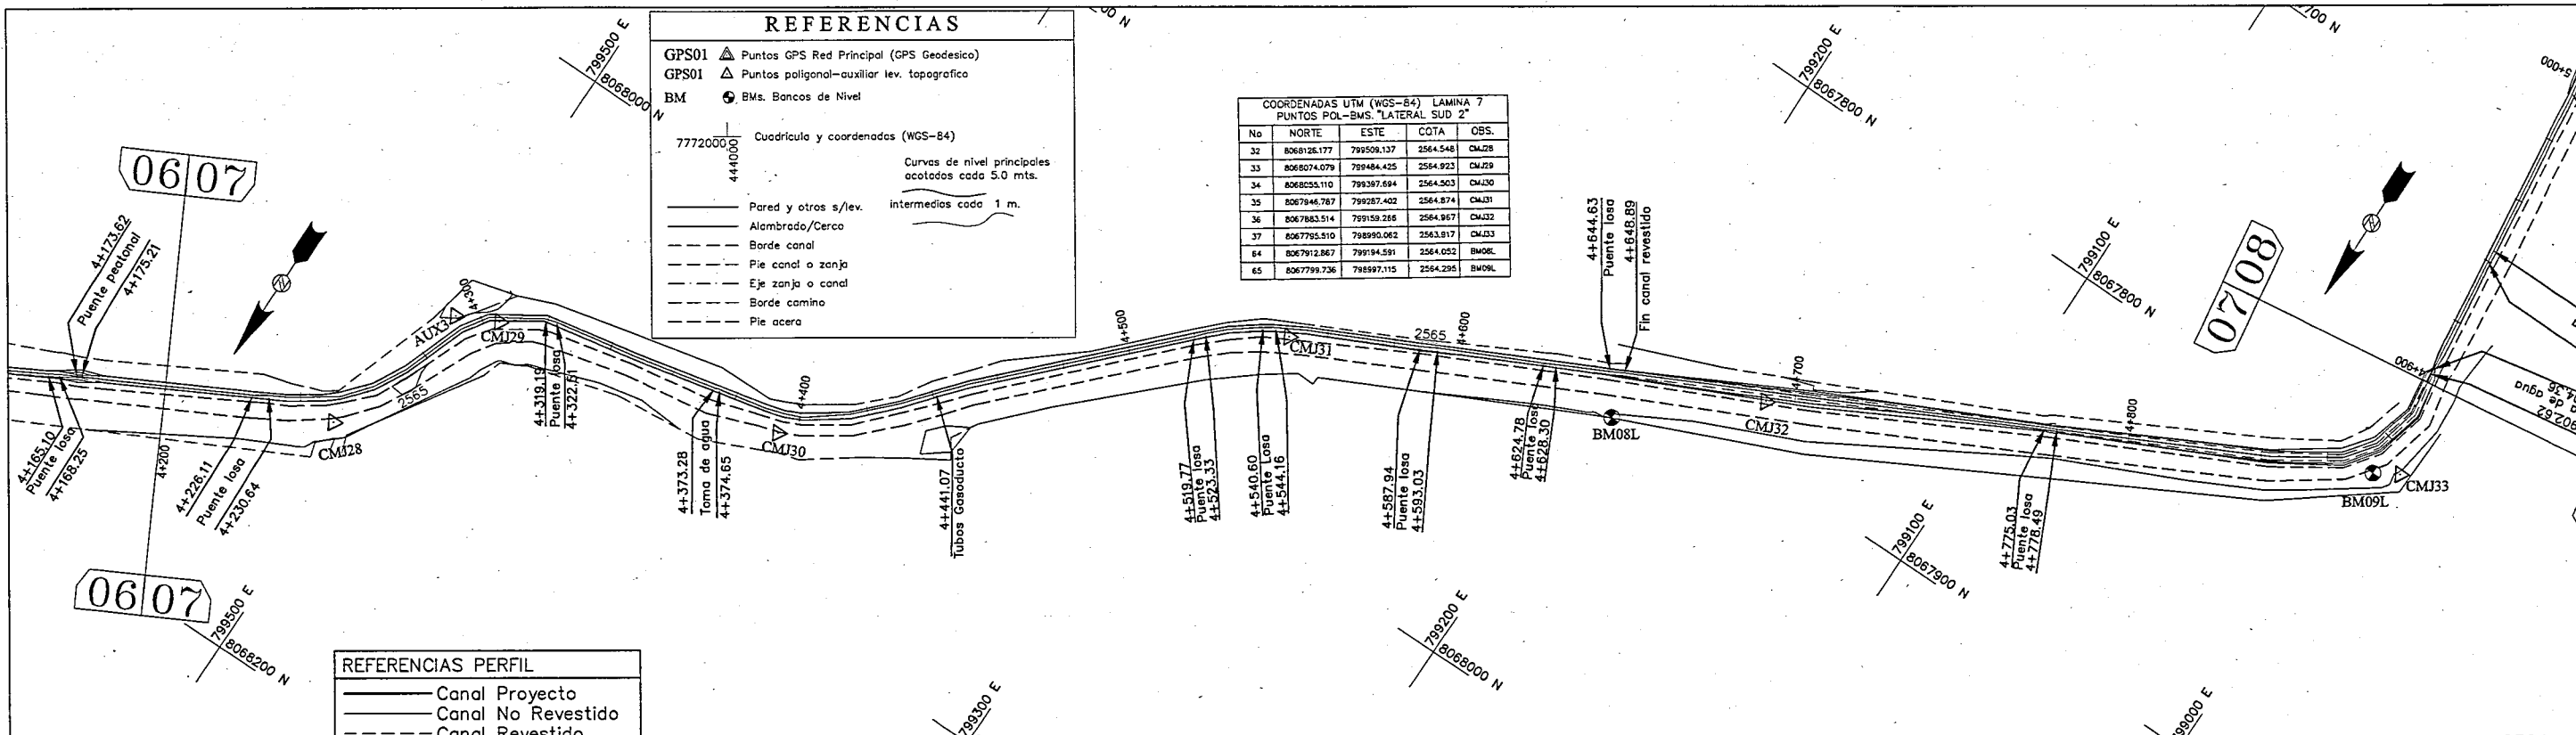 REFERENCIAS
GPS01 Puntos GPS Red Principal (GPS Geodesico)
GPS01 Puntos poligonal-auxiliar lev. topografico
BM BMs. Bancos de Nivel
7772000
444000
Cuadricula y coordenadas (WGS-84)
Curvas de nivel principales
acotados cada 5.0 mts.
intermedios cada 1 m.
Pared y otros s/lev.
Alambrado/Cerco
Borde canal
Pie canal o zanja
Eje zanja o canal
Borde camino
Pie acera
COORDENADAS UTM (WGS-84) LAMINA 7
PUNTOS POL-BMS. "LATERAL SUD 2"
No NORTE ESTE COTA OBS.
32 8068126.177 799509.137 2564.548 CMJ28
33 8068074.079 799484.425 2564.923 CMJ29
34 8068055.110 799397.694 2564.503 CMJ30
35 8067946.787 799287.402 2564.874 CMJ31
36 8067883.514 799159.266 2564.967 CMJ32
37 8067795.510 798990.062 2563.917 CMJ33
64 8067912.867 799194.591 2564.052 BM08L
65 8067799.736 798997.115 2564.295 BM09L
799500 E
8068000 N
799200 E
8067800 N
799100 E
8067800 N
06 07
06 07
07 08
4+173.62
Puente peatonal
4+175.21
4+165.10
Puente losa
4+168.25
4+200
4+226.11
Puente losa
4+230.64
CMJ28
2565
AUX3
4+300
CMJ29
4+319.19
Puente losa
4+322.51
4+373.28
Toma de agua
4+374.65
CMJ30
4+400
4+441.07
Tubos Gasoducto
4+500
4+519.77
Puente losa
4+523.33
4+540.60
Puente Losa
4+544.16
CMJ31
4+587.94
Puente losa
4+593.03
2565
4+600
4+624.78
Puente losa
4+628.30
4+644.63
Puente losa
4+648.89
Fin canal revestido
BM08L
4+700
CMJ32
4+775.03
Puente losa
4+778.49
4+800
BM09L
CMJ33
4+900
5+000
de agua
799500 E
8068200 N
799300 E
799200 E
8068000 N
799100 E
8067900 N
REFERENCIAS PERFIL
Canal Proyecto
Canal No Revestido
Canal Revestido